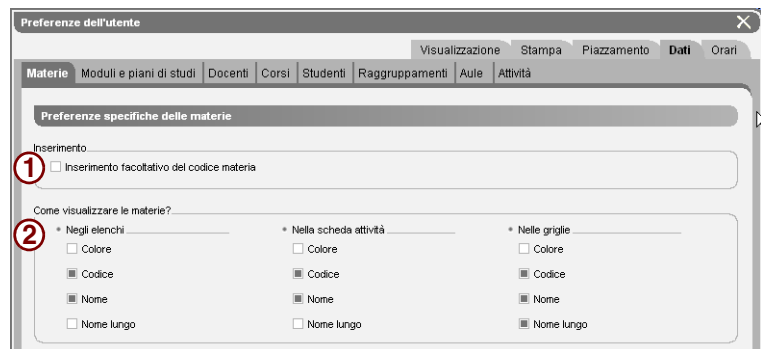 Preferenze dell'utente
Visualizzazione Stampa Piazzamento Dati Orari
Materie Moduli e piani di studi Docenti Corsi Studenti Raggruppamenti Aule Attività
Preferenze specifiche delle materie
Inserimento
1 Inserimento facoltativo del codice materia
Come visualizzare le materie?
2 Negli elenchi Nella scheda attività Nelle griglie
Colore Colore Colore
Codice Codice Codice
Nome Nome Nome
Nome lungo Nome lungo Nome lungo